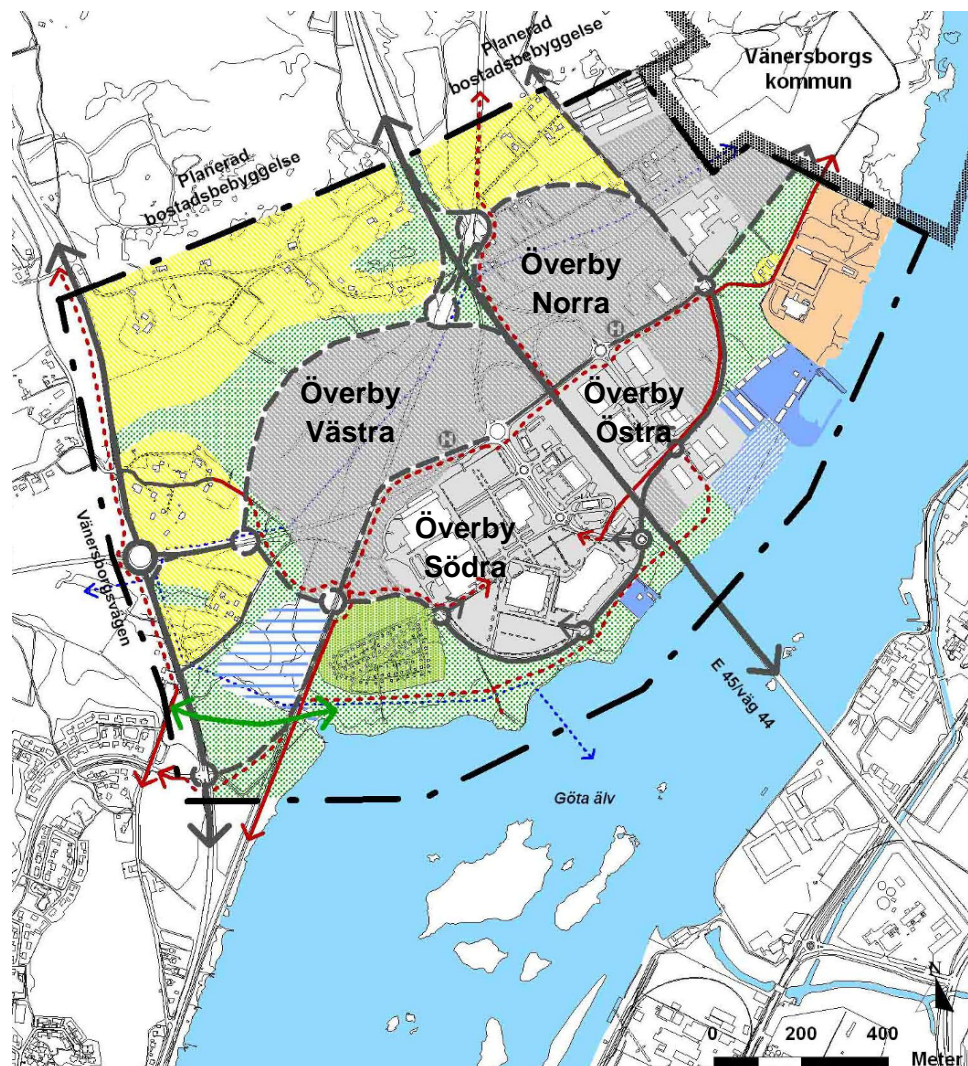 Planerad
bostadsbebyggelse
Vänersborgs
kommun
Planerad
bostadsbebyggelse
Överby
Norra
H
Överby
Västra
Överby
Östra
H
Överby
Södra
Vänersborgsvägen
E 45/väg 44
Göta älv
N
0 200 400
Meter